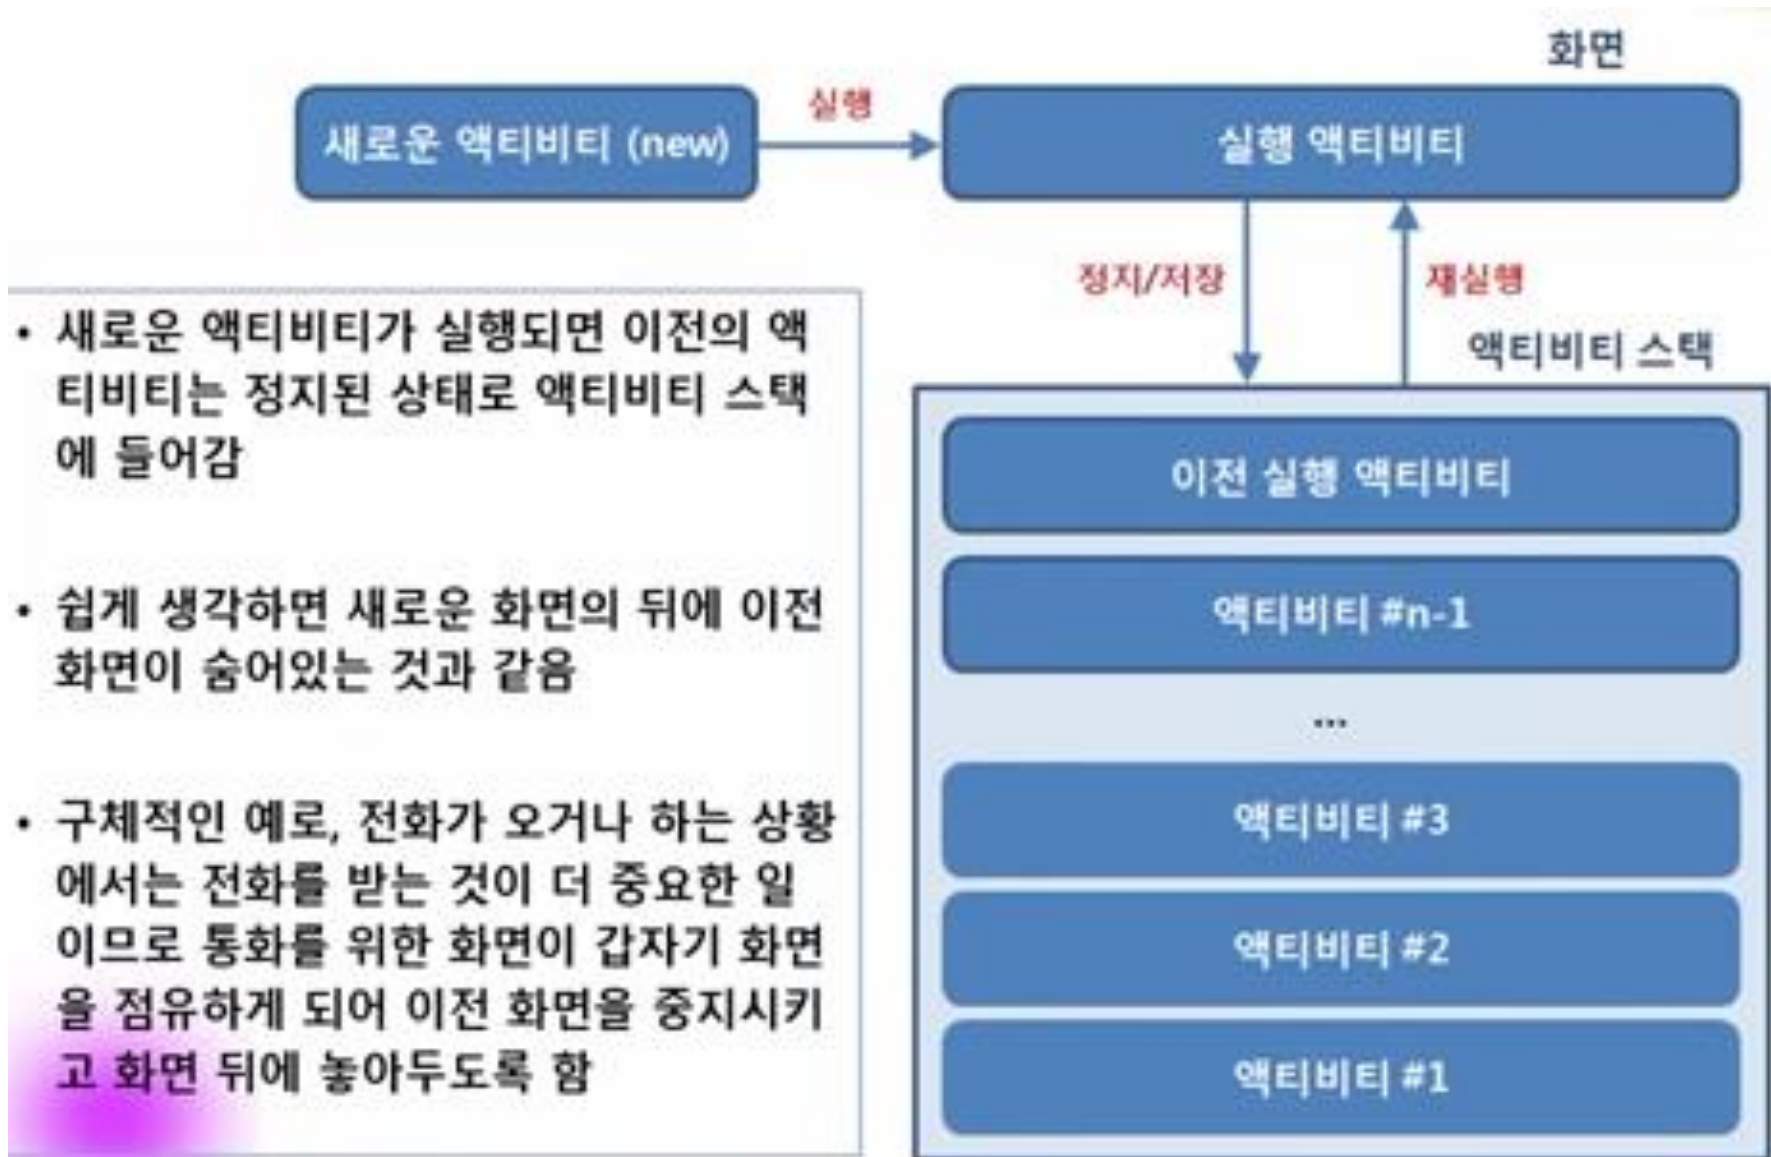 화면
새로운 액티비티 (new)
실행
실행 액티비티
정지/저장
재실행
액티비티 스택
• 새로운 액티비티가 실행되면 이전의 액
티비티는 정지된 상태로 액티비티 스택
에 들어감
• 쉽게 생각하면 새로운 화면의 뒤에 이전
화면이 숨어있는 것과 같음
• 구체적인 예로, 전화가 오거나 하는 상황
에서는 전화를 받는 것이 더 중요한 일
이므로 통화를 위한 화면이 갑자기 화면
을 점유하게 되어 이전 화면을 중지시키
고 화면 뒤에 놓아두도록 함
이전 실행 액티비티
액티비티 #n-1
...
액티비티 #3
액티비티 #2
액티비티 #1